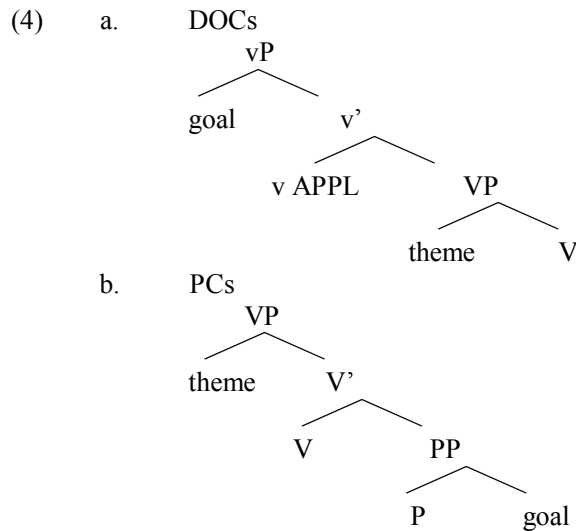 (4) a. DOCs
vP
goal v’
v APPL VP
theme V
b. PCs
VP
theme V’
V PP
P goal